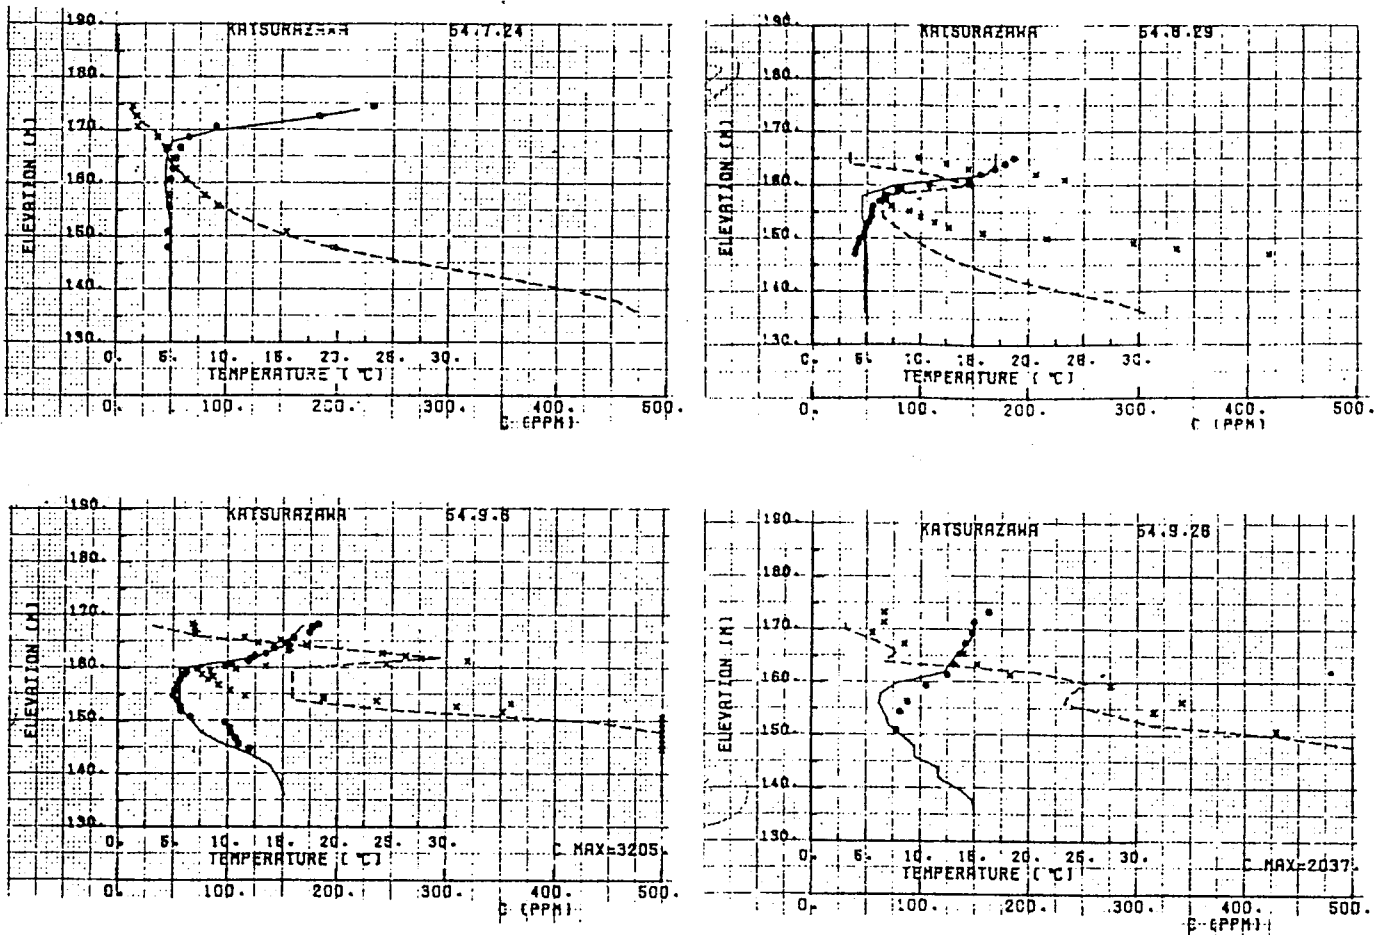 190.
KATSURAZAWA 54.7.24
180.
170.
160.
150.
140.
130.
ELEVATION [M]
0. 5. 10. 15. 20. 25. 30.
TEMPERATURE [ °C]
0. 100. 200. 300. 400. 500.
C (PPM)
190.
KATSURAZAWA 54.8.29
180.
170.
160.
150.
140.
130.
ELEVATION [M]
0. 5. 10. 15. 20. 25. 30.
TEMPERATURE [ °C]
0. 100. 200. 300. 400. 500.
C (PPM)
190.
KATSURAZAWA 54.9.6
180.
170.
160.
150.
140.
130.
ELEVATION [M]
0. 5. 10. 15. 20. 25. 30.
TEMPERATURE [ °C]
C MAX=3205.
0. 100. 200. 300. 400. 500.
C (PPM)
190.
KATSURAZAWA 54.9.26
180.
170.
160.
150.
140.
130.
ELEVATION [M]
0. 5. 10. 15. 20. 25. 30.
TEMPERATURE [ °C]
C MAX=2037.
0. 100. 200. 300. 400. 500.
C (PPM)